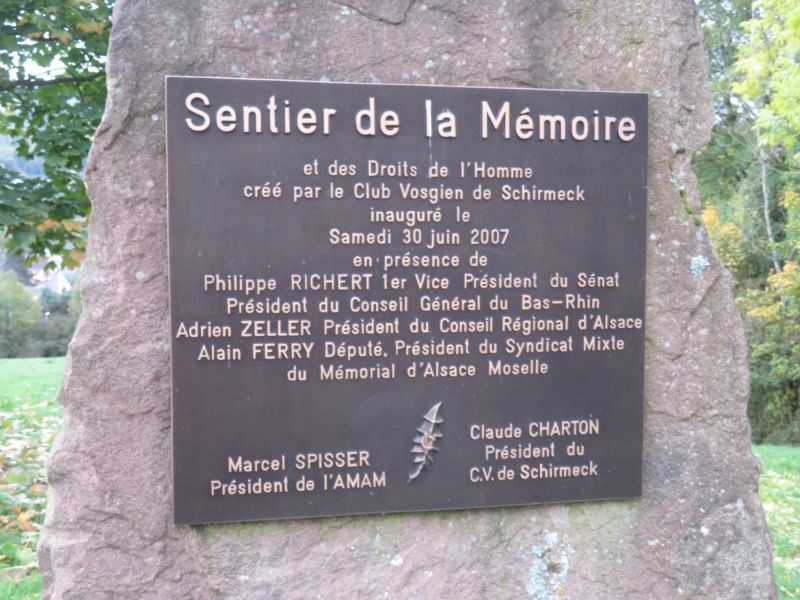 Sentier de la Mémoire
et des Droits de l'Homme
créé par le Club Vosgien de Schirmeck
inauguré le
Samedi 30 juin 2007
en présence de
Philippe RICHERT 1er Vice Président du Sénat
Président du Conseil Général du Bas-Rhin
Adrien ZELLER Président du Conseil Régional d'Alsace
Alain FERRY Député, Président du Syndicat Mixte
du Mémorial d'Alsace Moselle
Marcel SPISSER
Président de l'AMAM
Claude CHARTON
Président du
C.V. de Schirmeck